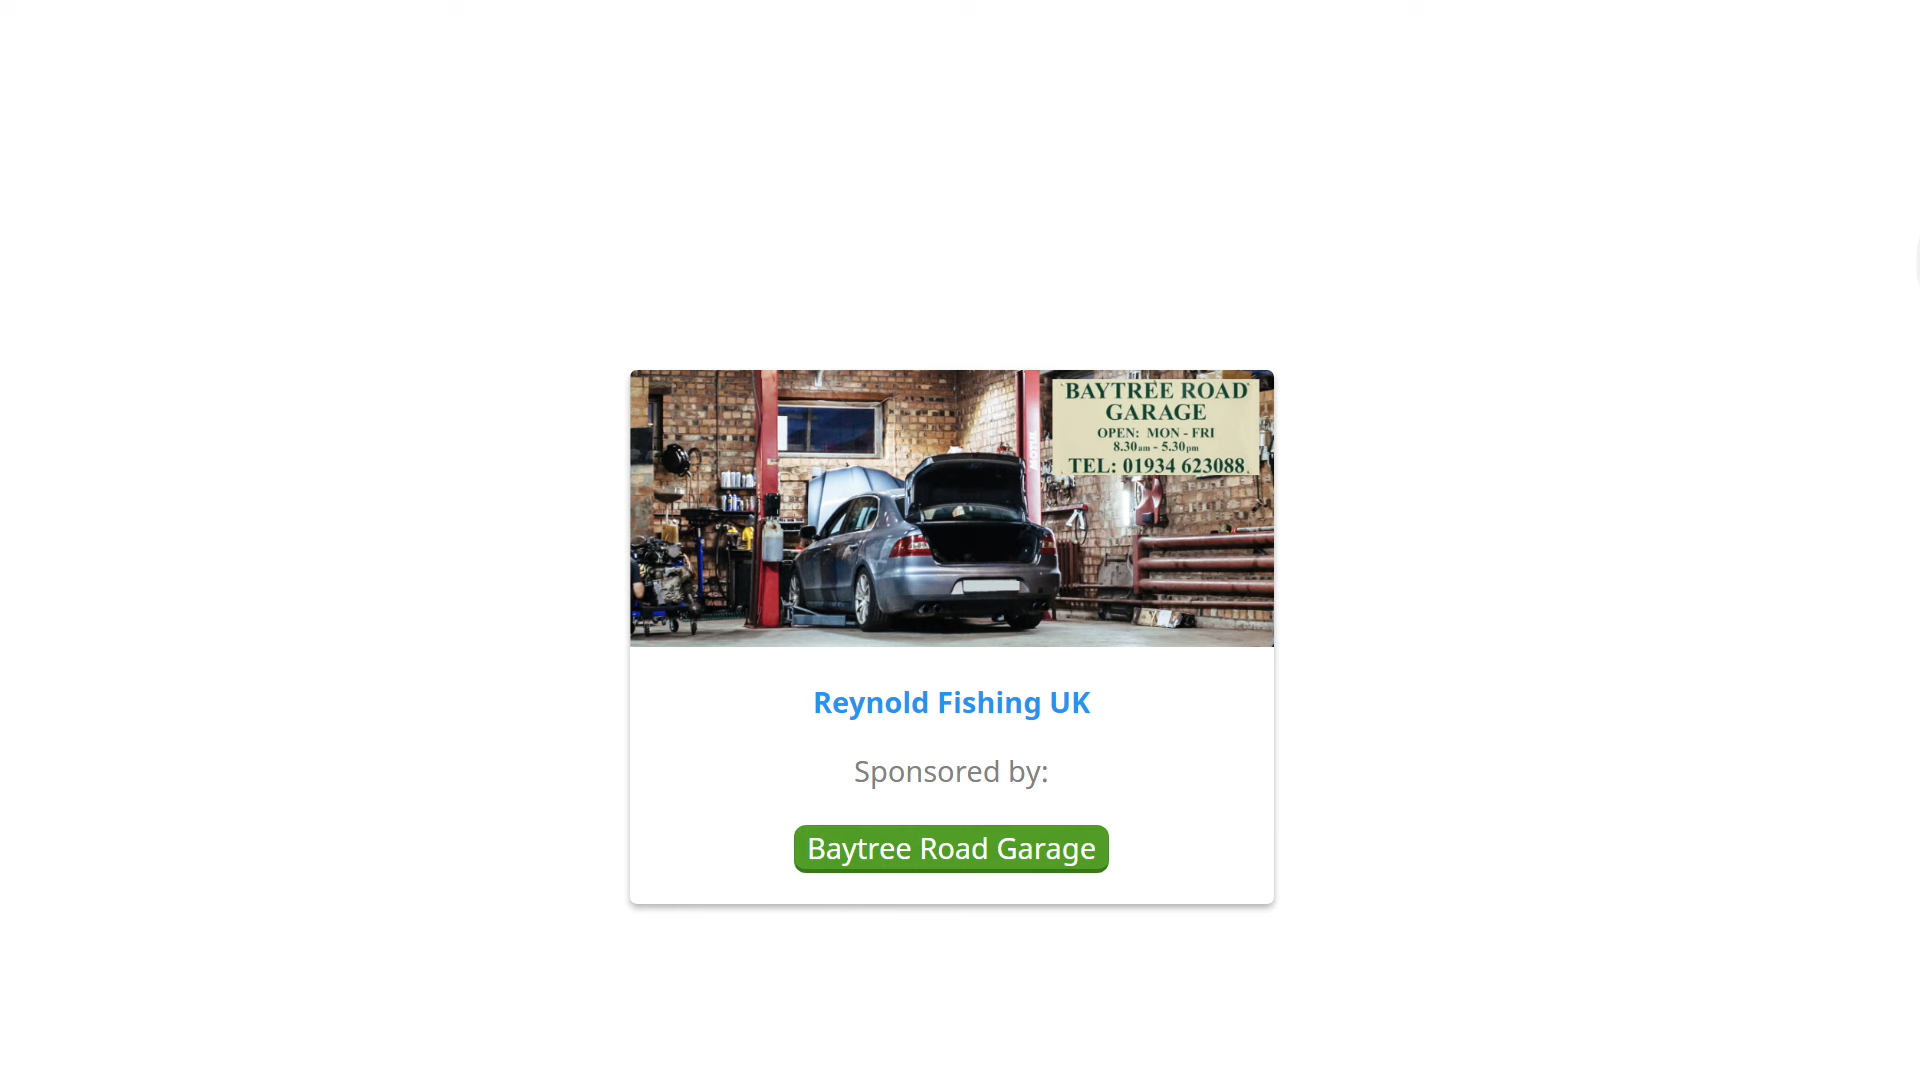 BAYTREE ROAD
GARAGE
OPEN: MON - FRI
8.30am - 5.30pm
TEL: 01934 623088
Reynold Fishing UK
Sponsored by:
Baytree Road Garage